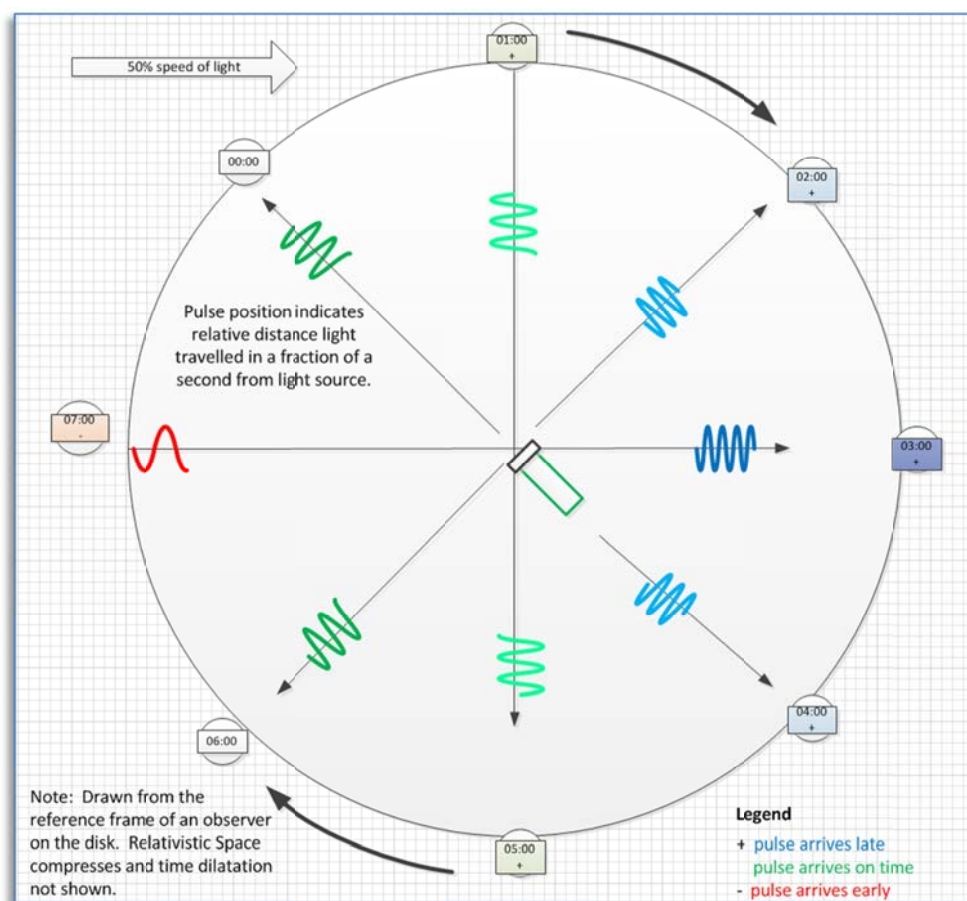 01:00
+
50% speed of light
00:00
02:00
+
Pulse position indicates
relative distance light
travelled in a fraction of a
second from light source.
07:00
-
03:00
+
04:00
+
06:00
Note:  Drawn from the
reference frame of an observer
on the disk.  Relativistic Space
compresses and time dilatation
not shown.
05:00
+
Legend
+ pulse arrives late
pulse arrives on time
- pulse arrives early